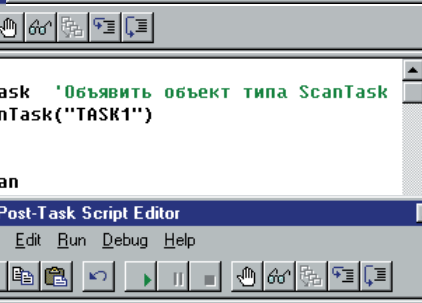 ask 'Объявить объект типа ScanTask
nTask("TASK1")
an
Post-Task Script Editor
Edit Run Debug Help